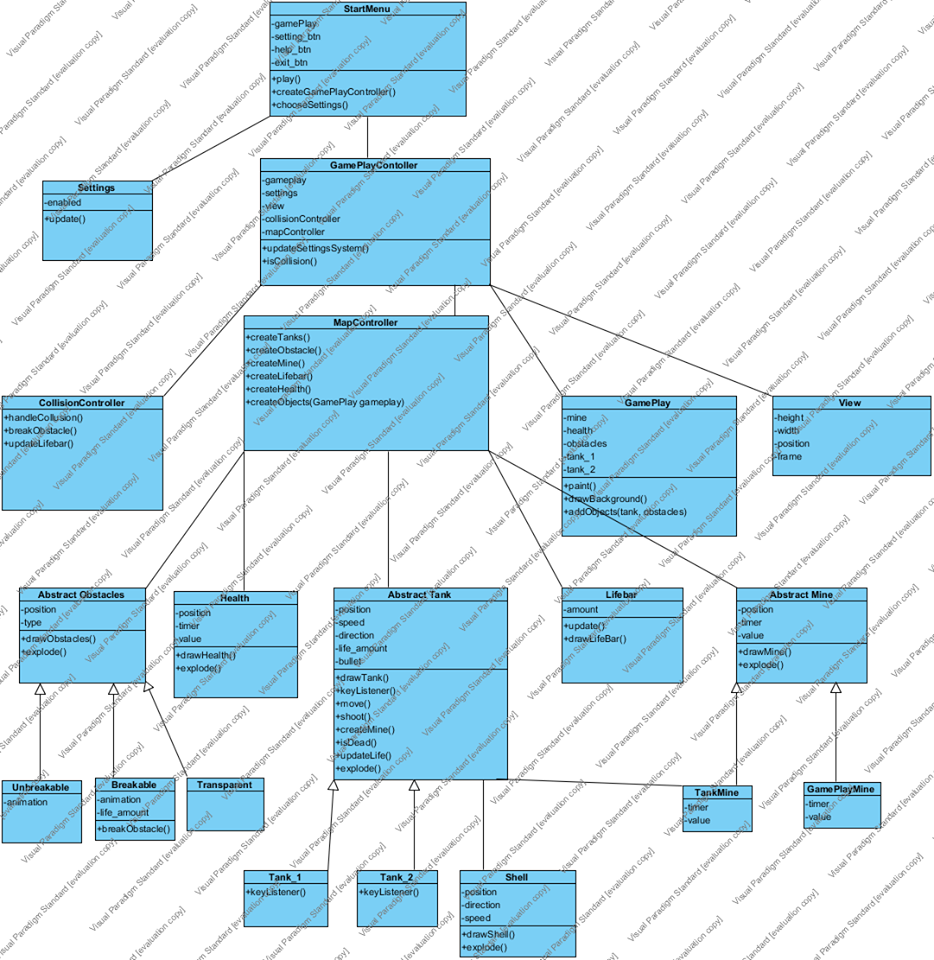 StartMenu
-gamePlay
-setting_btn
-help_btn
-exit_btn
+play()
+createGamePlayController()
+chooseSettings()
Settings
-enabled
+update()
GamePlayContoller
-gameplay
-settings
-view
-collisionController
-mapController
+updateSettingsSystem()
+isCollision()
MapController
+createTanks()
+createObstacle()
+createMine()
+createLifebar()
+createHealth()
+createObjects(GamePlay gameplay)
CollisionController
+handleCollusion()
+breakObstacle()
+updateLifebar()
GamePlay
-mine
-health
-obstacles
-tank_1
-tank_2
+paint()
+drawBackground()
+addObjects(tank, obstacles)
View
-height
-width
-position
-frame
Abstract Obstacles
-position
-type
+drawObstacles()
+explode()
Health
-position
-timer
-value
+drawHealth()
+explode()
Abstract Tank
-position
-speed
-direction
-life_amount
-bullet
+drawTank()
+keyListener()
+move()
+shoot()
+createMine()
+isDead()
+updateLife()
+explode()
Lifebar
-amount
+update()
+drawLifeBar()
Abstract Mine
-position
-timer
-value
+drawMine()
+explode()
Unbreakable
-animation
Breakable
-animation
-life_amount
+breakObstacle()
Transparent
TankMine
-timer
-value
GamePlayMine
-timer
-value
Tank_1
+keyListener()
Tank_2
+keyListener()
Shell
-position
-direction
-speed
+drawShell()
+explode()
Visual Paradigm Standard [evaluation copy]